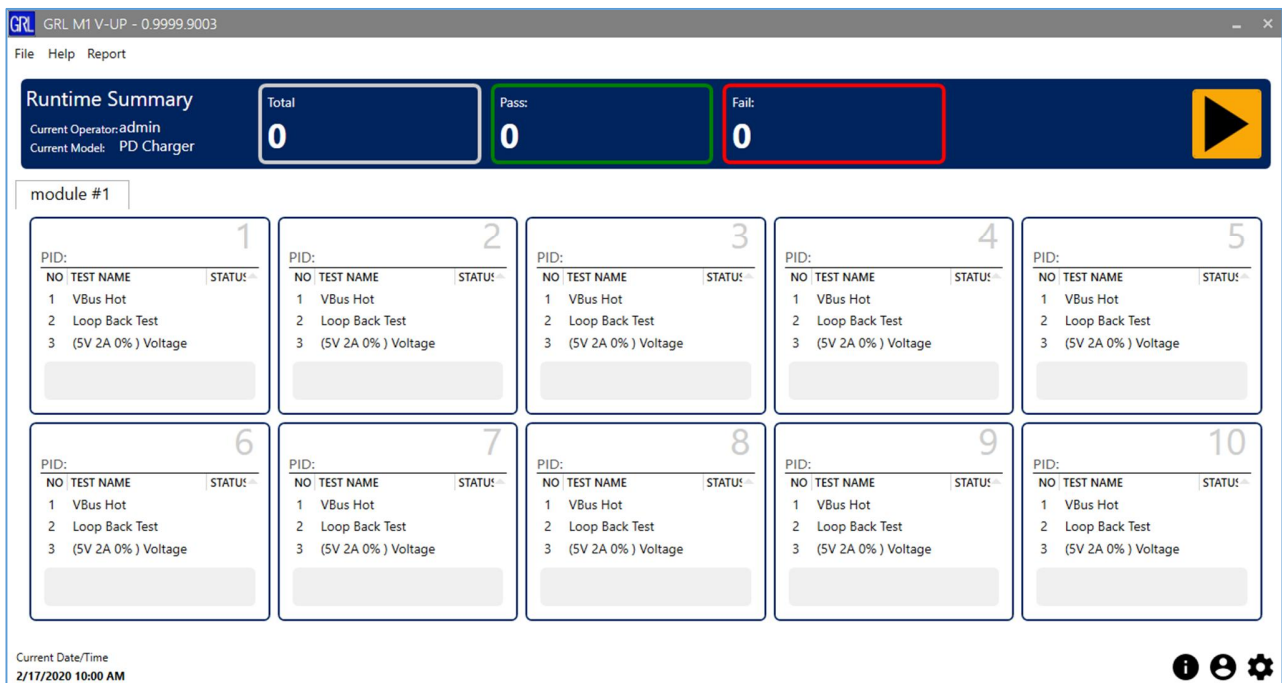 GRL GRL M1 V-UP - 0.9999.9003
File Help Report
Runtime Summary
Current Operator: admin
Current Model: PD Charger
Total
0
Pass:
0
Fail:
0
module #1
1
PID:
NO TEST NAME STATUS
1 VBus Hot
2 Loop Back Test
3 (5V 2A 0% ) Voltage
2
PID:
NO TEST NAME STATUS
1 VBus Hot
2 Loop Back Test
3 (5V 2A 0% ) Voltage
3
PID:
NO TEST NAME STATUS
1 VBus Hot
2 Loop Back Test
3 (5V 2A 0% ) Voltage
4
PID:
NO TEST NAME STATUS
1 VBus Hot
2 Loop Back Test
3 (5V 2A 0% ) Voltage
5
PID:
NO TEST NAME STATUS
1 VBus Hot
2 Loop Back Test
3 (5V 2A 0% ) Voltage
6
PID:
NO TEST NAME STATUS
1 VBus Hot
2 Loop Back Test
3 (5V 2A 0% ) Voltage
7
PID:
NO TEST NAME STATUS
1 VBus Hot
2 Loop Back Test
3 (5V 2A 0% ) Voltage
8
PID:
NO TEST NAME STATUS
1 VBus Hot
2 Loop Back Test
3 (5V 2A 0% ) Voltage
9
PID:
NO TEST NAME STATUS
1 VBus Hot
2 Loop Back Test
3 (5V 2A 0% ) Voltage
10
PID:
NO TEST NAME STATUS
1 VBus Hot
2 Loop Back Test
3 (5V 2A 0% ) Voltage
Current Date/Time
2/17/2020 10:00 AM